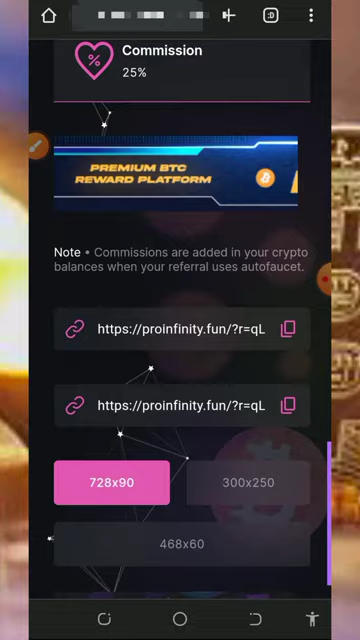 :D
Commission
25%
PREMIUM BTC
REWARD PLATFORM
Note • Commissions are added in your crypto
balances when your referral uses autofaucet.
https://proinfinity.fun/?r=qL
https://proinfinity.fun/?r=qL
728x90
300x250
468x60